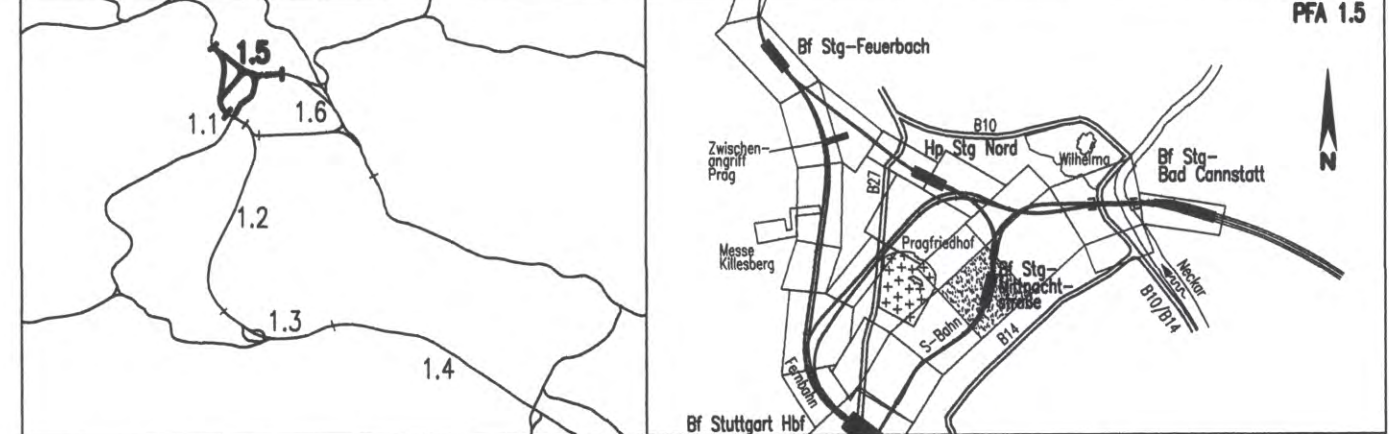 1.5
1.1
1.6
1.2
1.3
1.4
PFA 1.5
Bf Stg-Feuerbach
B10
N
Zwischen-
angriff
Prag
B27
Hp Stg Nord
Wilhelma
Bf Stg-
Bad Cannstatt
Messe
Killesberg
Pragfriedhof
Bf Stg-
Mittnacht-
straße
Neckar
B10/B14
S-Bahn
B14
Fernbahn
Bf Stuttgart Hbf